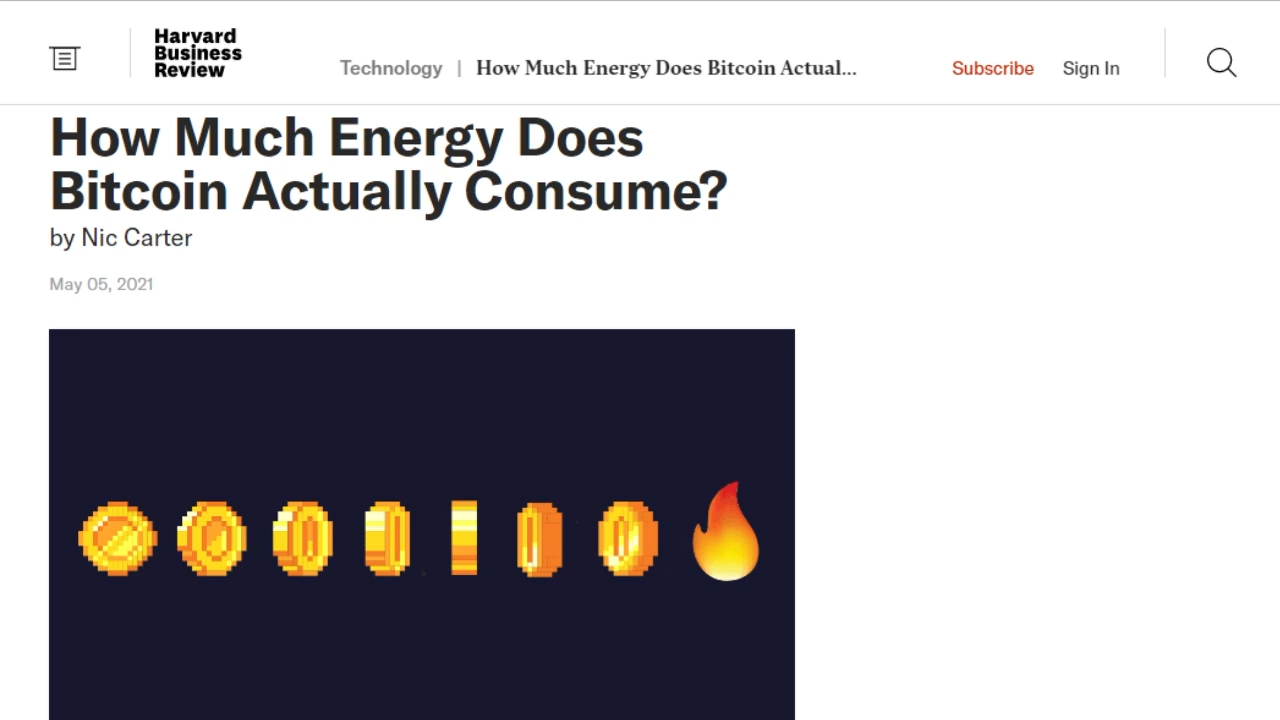 Harvard
Business
Review
Technology | How Much Energy Does Bitcoin Actual...
Subscribe
Sign In
How Much Energy Does
Bitcoin Actually Consume?
by Nic Carter
May 05, 2021